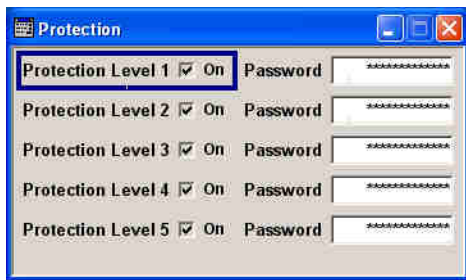 Protection
Protection Level 1 On Password *************
Protection Level 2 On Password *************
Protection Level 3 On Password *************
Protection Level 4 On Password *************
Protection Level 5 On Password *************